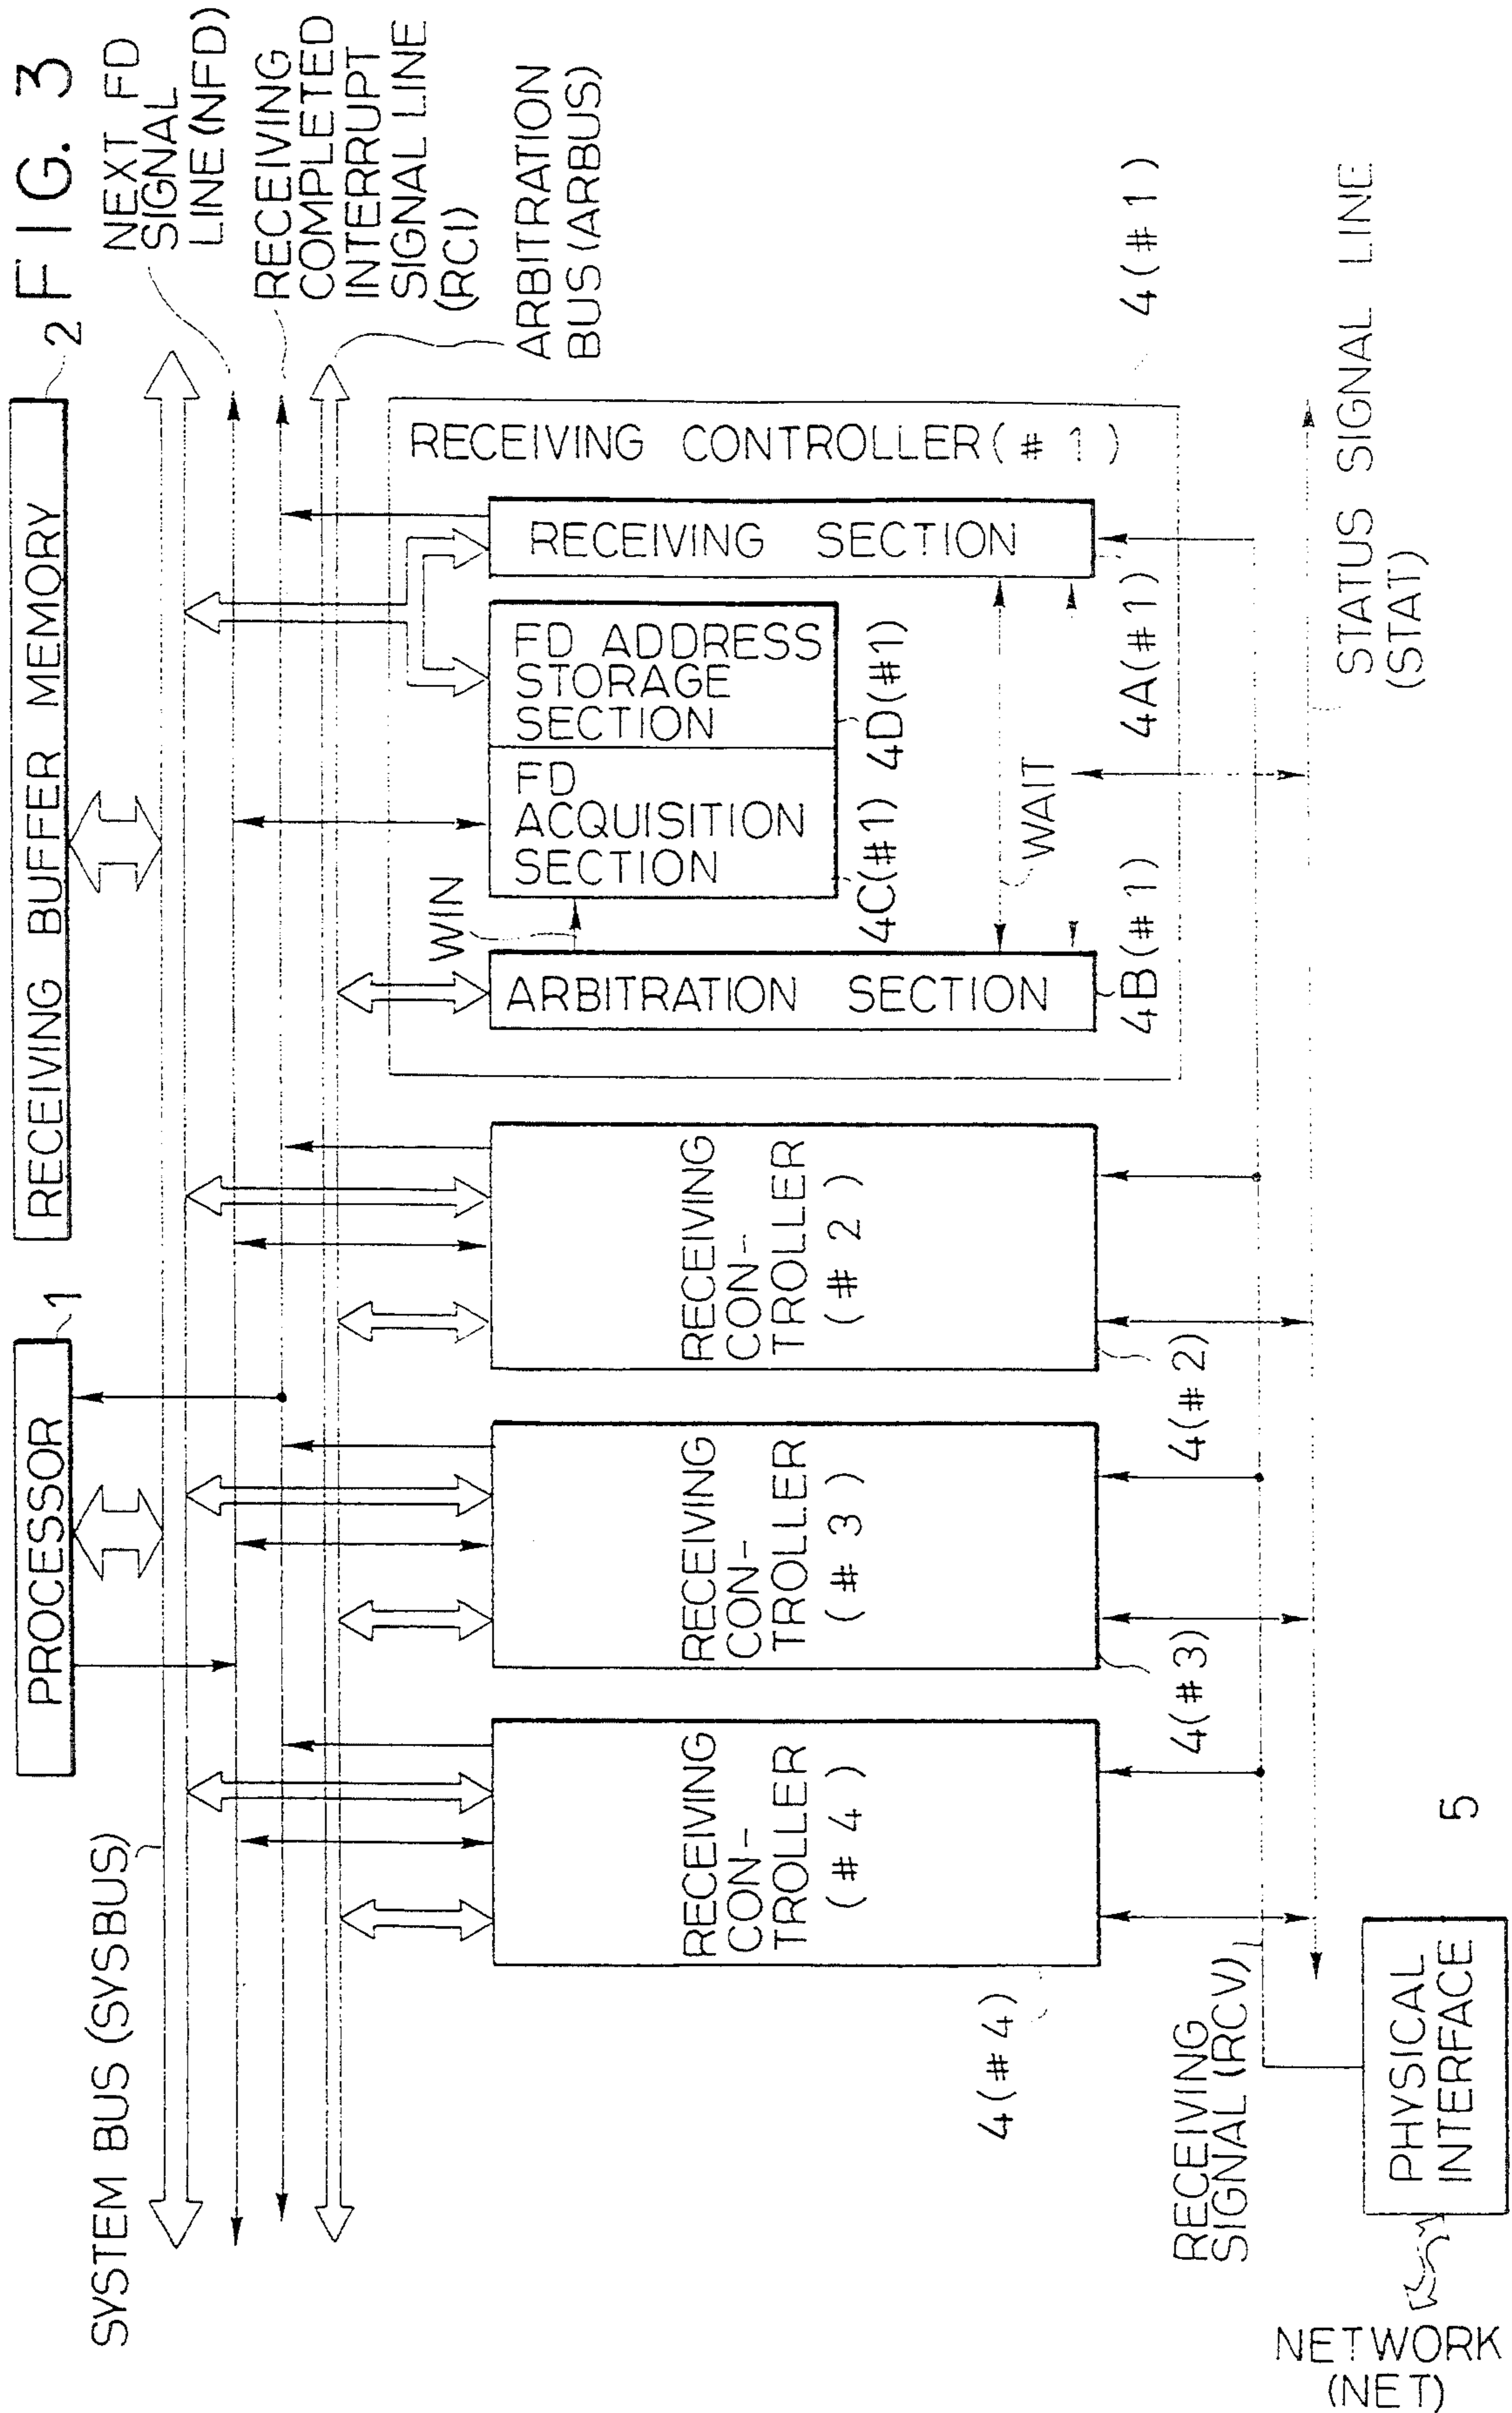 FIG. 3
PROCESSOR
1
RECEIVING BUFFER MEMORY
2
SYSTEM BUS (SYSBUS)
NEXT FD
SIGNAL
LINE (NFD)
RECEIVING
COMPLETED
INTERRUPT
SIGNAL LINE
(RCI)
ARBITRATION
BUS (ARBUS)
RECEIVING
CON-
TROLLER
(#4)
4(#4)
RECEIVING
CON-
TROLLER
(#3)
4(#3)
RECEIVING
CON-
TROLLER
(#2)
4(#2)
RECEIVING CONTROLLER (#1)
4(#1)
WIN
ARBITRATION SECTION
4B(#1)
FD
ACQUISITION
SECTION
4C(#1)
FD ADDRESS
STORAGE
SECTION
4D(#1)
RECEIVING SECTION
4A(#1)
WAIT
RECEIVING
SIGNAL (RCV)
STATUS SIGNAL LINE
(STAT)
PHYSICAL
INTERFACE
5
NETWORK
(NET)